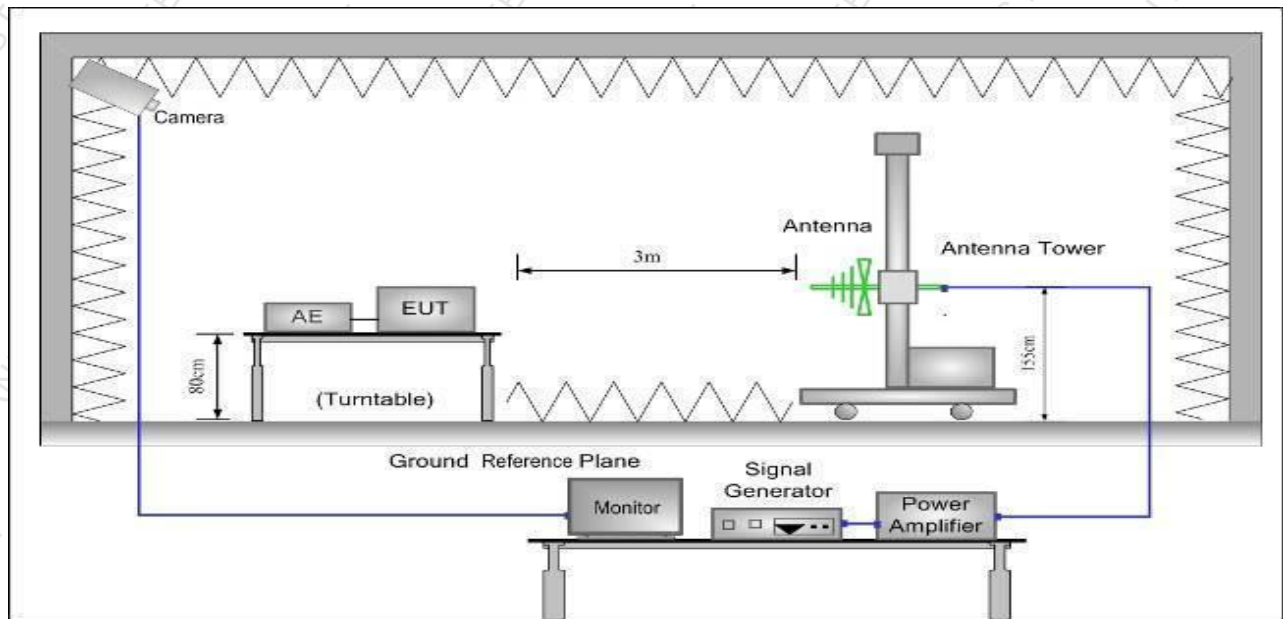 Camera
Antenna
Antenna Tower
3m
AE
EUT
80cm
(Turntable)
155cm
Ground Reference Plane
Signal
Generator
Monitor
Power
Amplifier